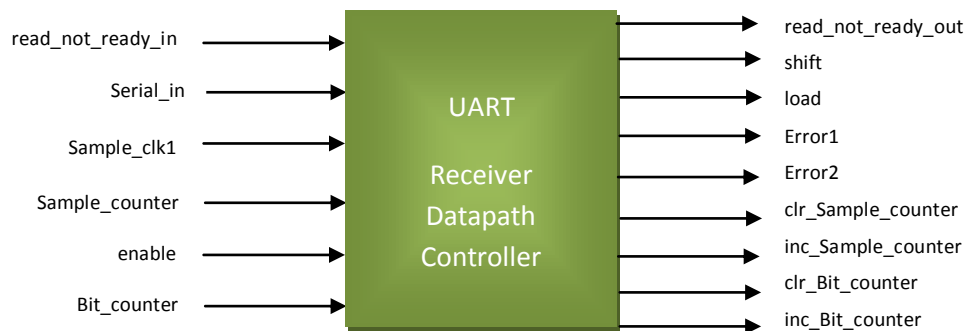 read_not_ready_in
Serial_in
Sample_clk1
Sample_counter
enable
Bit_counter
UART
Receiver
Datapath
Controller
read_not_ready_out
shift
load
Error1
Error2
clr_Sample_counter
inc_Sample_counter
clr_Bit_counter
inc_Bit_counter